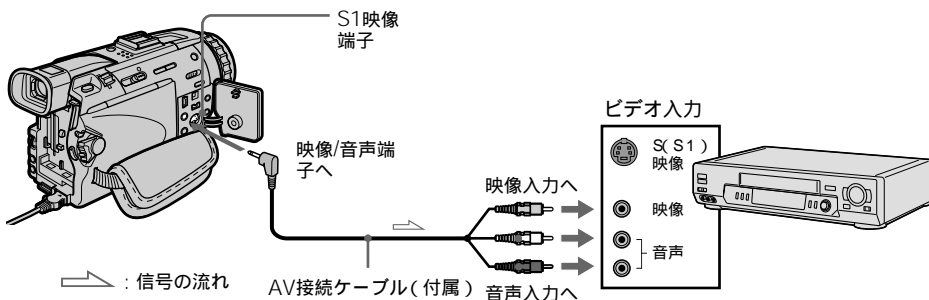 S1映像
端子
ビデオ入力
S(S1)
映像
映像/音声端
子へ
映像入力へ
映像
音声
：信号の流れ
AV接続ケーブル(付属)
音声入力へ